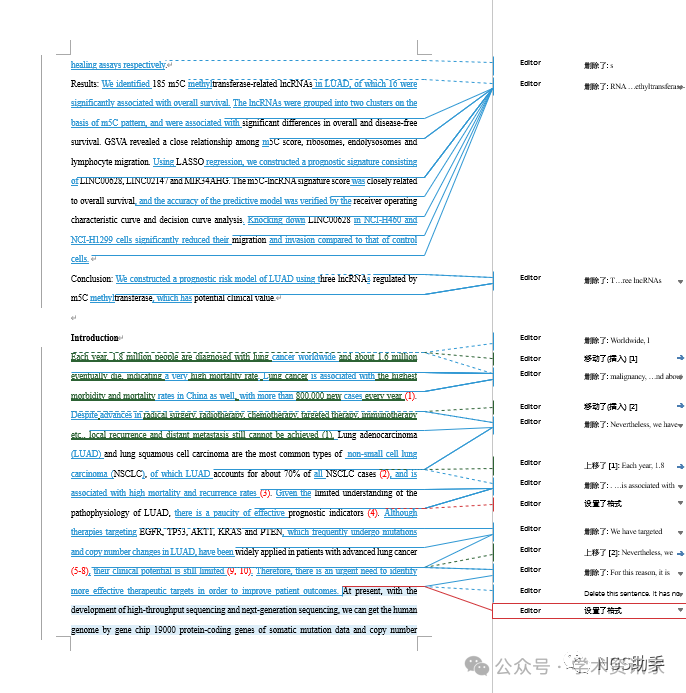 healing assays respectively.
Results: We identified 185 m5C methyltransferase-related lncRNAs in LUAD, of which 16 were
significantly associated with overall survival. The lncRNAs were grouped into two clusters on the
basis of m5C pattern, and were associated with significant differences in overall and disease-free
survival. GSVA revealed a close relationship among m5C score, ribosomes, endolysosomes and
lymphocyte migration. Using LASSO regression, we constructed a prognostic signature consisting
of LINC00628, LINC02147 and MIR34AHG. The m5C-lncRNA signature score was closely related
to overall survival, and the accuracy of the predictive model was verified by the receiver operating
characteristic curve and decision curve analysis. Knocking down LINC00628 in NCI-H460 and
NCI-H1299 cells significantly reduced their migration and invasion compared to that of control
cells.
Conclusion: We constructed a prognostic risk model of LUAD using three lncRNAs regulated by
m5C methyltransferase, which has potential clinical value.
Introduction
Each year, 1.8 million people are diagnosed with lung cancer worldwide and about 1.6 million
eventually die, indicating a very high mortality rate. Lung cancer is associated with the highest
morbidity and mortality rates in China as well, with more than 800,000 new cases every year (1).
Despite advances in radical surgery, radiotherapy, chemotherapy, targeted therapy, immunotherapy
etc., local recurrence and distant metastasis still cannot be achieved (1). Lung adenocarcinoma
(LUAD) and lung squamous cell carcinoma are the most common types of non-small cell lung
carcinoma (NSCLC), of which LUAD accounts for about 70% of all NSCLC cases (2), and is
associated with high mortality and recurrence rates (3). Given the limited understanding of the
pathophysiology of LUAD, there is a paucity of effective prognostic indicators (4). Although
therapies targeting EGFR, TP53, AKT1, KRAS and PTEN, which frequently undergo mutations
and copy number changes in LUAD, have been widely applied in patients with advanced lung cancer
(5-8), their clinical potential is still limited (9, 10). Therefore, there is an urgent need to identify
more effective therapeutic targets in order to improve patient outcomes. At present, with the
development of high-throughput sequencing and next-generation sequencing, we can get the human
genome by gene chip 19000 protein-coding genes of somatic mutation data and copy number
Editor 删除了: s
Editor 删除了: RNA …ethyltransferase-
Editor 删除了: T…ree lncRNAs
Editor 删除了: Worldwide, 1
Editor 移动了(插入) [1]
Editor 删除了: malignancy, …nd about
Editor 移动了(插入) [2]
Editor 删除了: Nevertheless, we have
Editor 上移了 [1]: Each year, 1.8
Editor 删除了: . …is associated with
Editor 设置了格式
Editor 删除了: We have targeted
Editor 上移了 [2]: Nevertheless, we
Editor 删除了: For this reason, it is
Editor Delete this sentence. It has no
Editor 设置了格式
公众号 · 学术资讯家
NGS助手